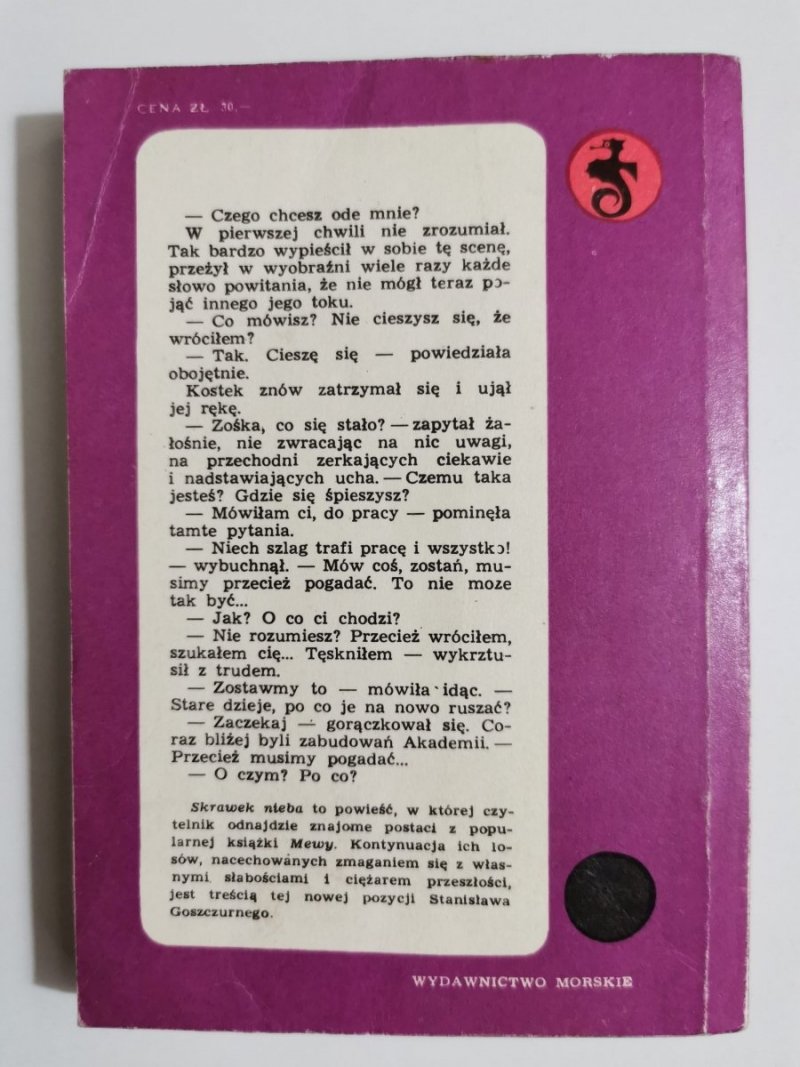 CENA ZŁ 30,—
— Czego chcesz ode mnie?
W pierwszej chwili nie zrozumiał.
Tak bardzo wypieścił w sobie tę scenę,
przeżył w wyobraźni wiele razy każde
słowo powitania, że nie mógł teraz po-
jąć innego jego toku.
— Co mówisz? Nie cieszysz się, że
wróciłem?
— Tak. Cieszę się — powiedziała
obojętnie.
Kostek znów zatrzymał się i ujął
jej rękę.
— Zośka, co się stało? — zapytał ża-
łośnie, nie zwracając na nic uwagi,
na przechodni zerkających ciekawie
i nadstawiających ucha. — Czemu taka
jesteś? Gdzie się śpieszysz?
— Mówiłam ci, do pracy — pominęła
tamte pytania.
— Niech szlag trafi pracę i wszystko!
— wybuchnął. — Mów coś, zostań, mu-
simy przecież pogadać. To nie może
tak być...
— Jak? O co ci chodzi?
— Nie rozumiesz? Przecież wróciłem,
szukałem cię... Tęskniłem — wykrztu-
sił z trudem.
— Zostawmy to — mówiła idąc. —
Stare dzieje, po co je na nowo ruszać?
— Zaczekaj — gorączkował się. Co-
raz bliżej byli zabudowań Akademii. —
Przecież musimy pogadać...
— O czym? Po co?
Skrawek nieba to powieść, w której czy-
telnik odnajdzie znajome postaci z popu-
larnej książki Mewy. Kontynuacja ich lo-
sów, nacechowanych zmaganiem się z włas-
nymi słabościami i ciężarem przeszłości,
jest treścią tej nowej pozycji Stanisława
Goszczurnego.
WYDAWNICTWO MORSKIE